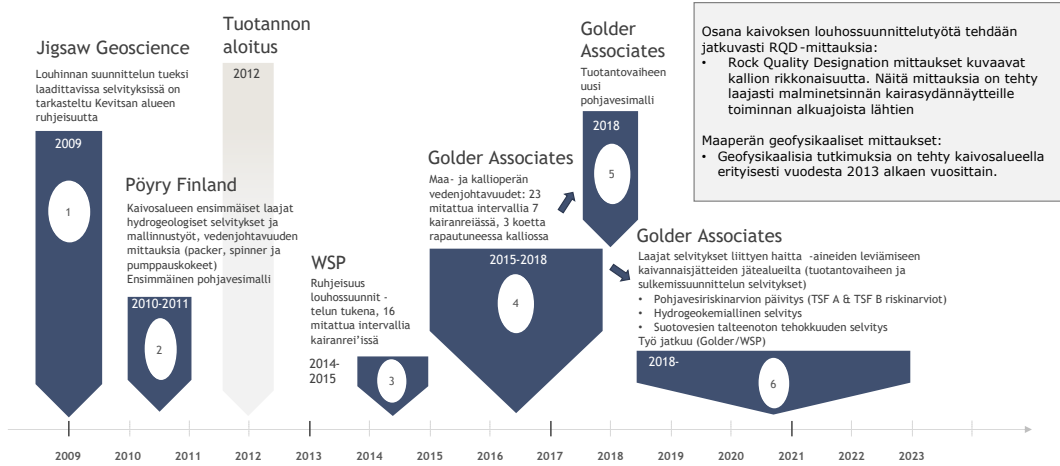 Jigsaw Geoscience
Louhinnan suunnittelun tueksi
laadittavissa selvityksissä on
tarkasteltu Kevitsan alueen
ruhjeisuutta
2009
1
Pöyry Finland
Kaivosalueen ensimmäiset laajat
hydrogeologiset selvitykset ja
mallinnustyöt, vedenjohtavuuden
mittauksia (packer, spinner ja
pumppauskokeet)
Ensimmäinen pohjavesimalli
2010-2011
2
Tuotannon
aloitus
2012
WSP
Ruhjeisuus
louhossuunnit -
telun tukena, 16
mitattua intervallia
kairanrei'issä
2014-
2015
3
Golder Associates
Maa- ja kallioperän
vedenjohtavuudet: 23
mitattua intervallia 7
kairanreiässä, 3 koetta
rapautuneessa kalliossa
2015-2018
4
Golder
Associates
Tuotantovaiheen
uusi
pohjavesimalli
2018
5
Golder Associates
Laajat selvitykset liittyen haitta -aineiden leviämiseen
kaivannaisjätteiden jätealueilta (tuotantovaiheen ja
sulkemissuunnittelun selvitykset)
• Pohjavesiriskinarvion päivitys (TSF A & TSF B riskinarviot)
• Hydrogeokemiallinen selvitys
• Suotovesien talteenoton tehokkuuden selvitys
Työ jatkuu (Golder/WSP)
2018-
6
Osana kaivoksen louhossuunnittelutyötä tehdään
jatkuvasti RQD-mittauksia:
• Rock Quality Designation mittaukset kuvaavat
kallion rikkonaisuutta. Näitä mittauksia on tehty
laajasti malminetsinnän kairasydännäytteille
toiminnan alkuajoista lähtien
Maaperän geofysikaaliset mittaukset:
• Geofysikaalisia tutkimuksia on tehty kaivosalueella
erityisesti vuodesta 2013 alkaen vuosittain.
2009 2010 2011 2012 2013 2014 2015 2016 2017 2018 2019 2020 2021 2022 2023